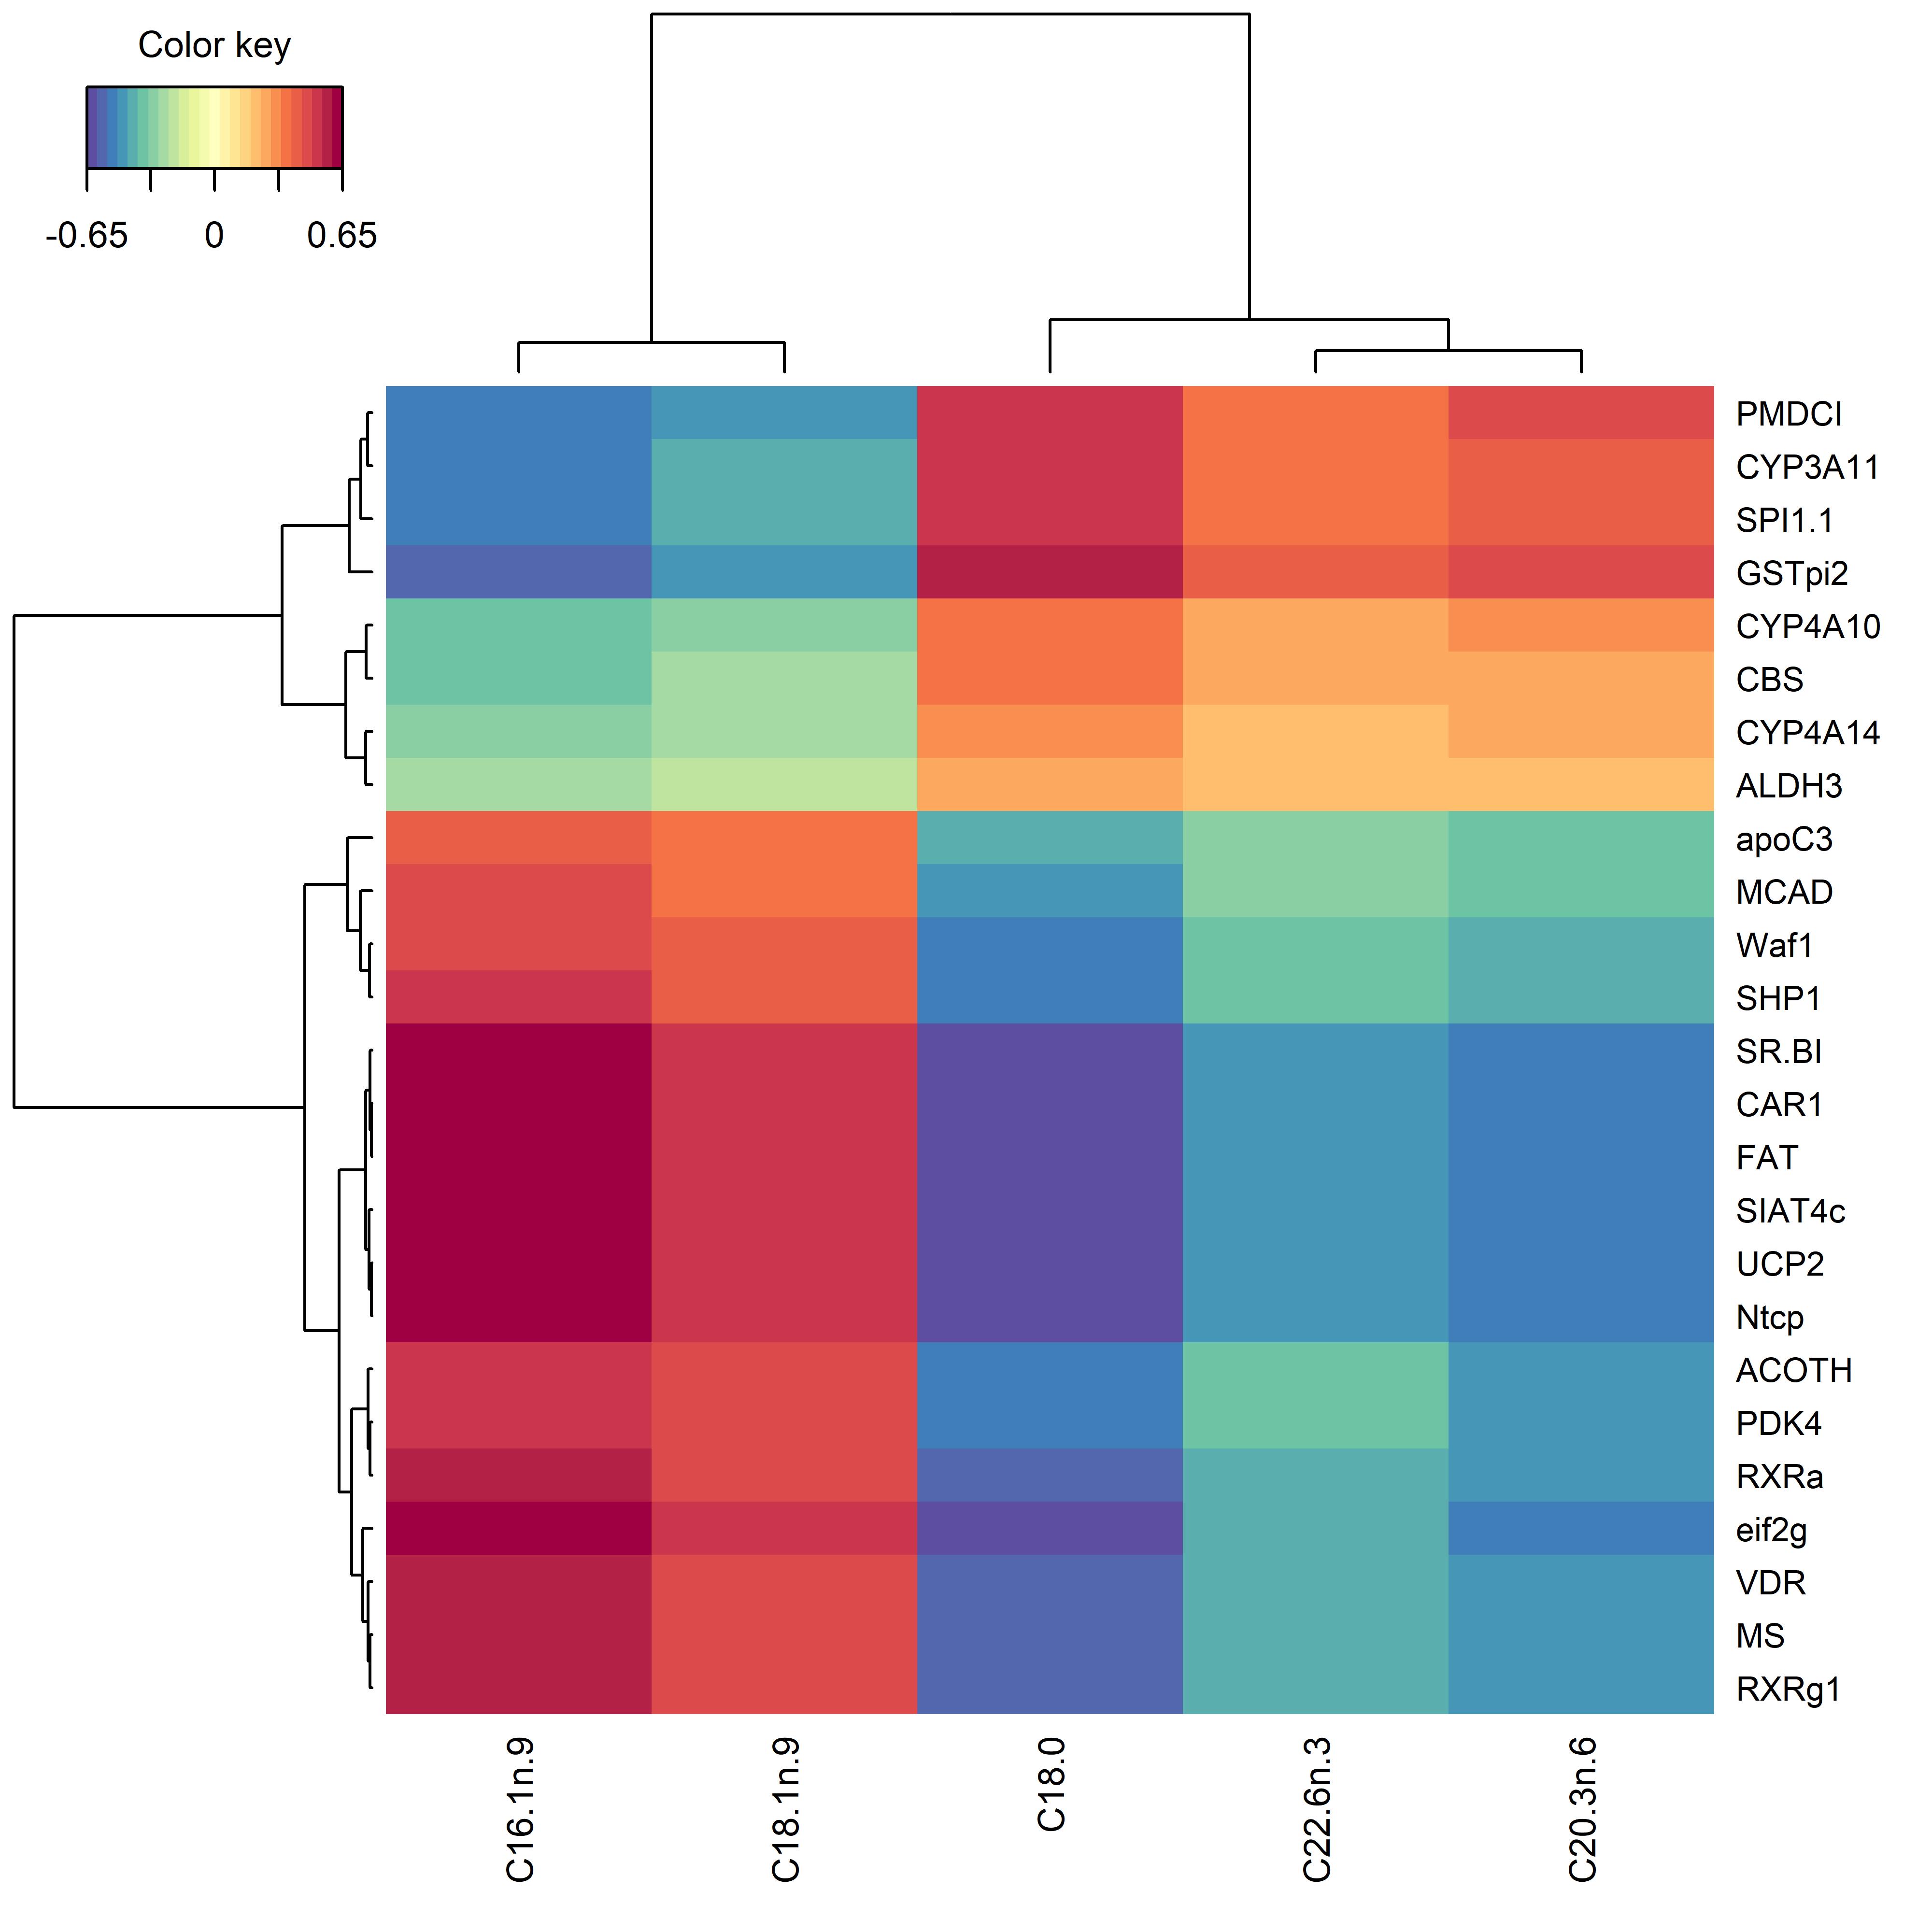 Color key
-0.65 0 0.65
PMDCI
CYP3A11
SPI1.1
GSTpi2
CYP4A10
CBS
CYP4A14
ALDH3
apoC3
MCAD
Waf1
SHP1
SR.BI
CAR1
FAT
SIAT4c
UCP2
Ntcp
ACOTH
PDK4
RXRa
eif2g
VDR
MS
RXRg1
C16.1n.9
C18.1n.9
C18.0
C22.6n.3
C20.3n.6